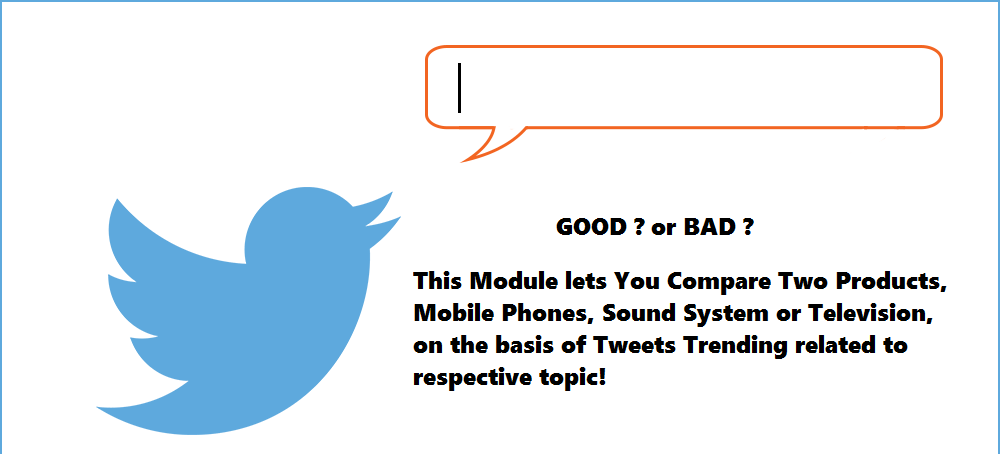 GOOD ? or BAD ?
This Module lets You Compare Two Products,
Mobile Phones, Sound System or Television,
on the basis of Tweets Trending related to
respective topic!